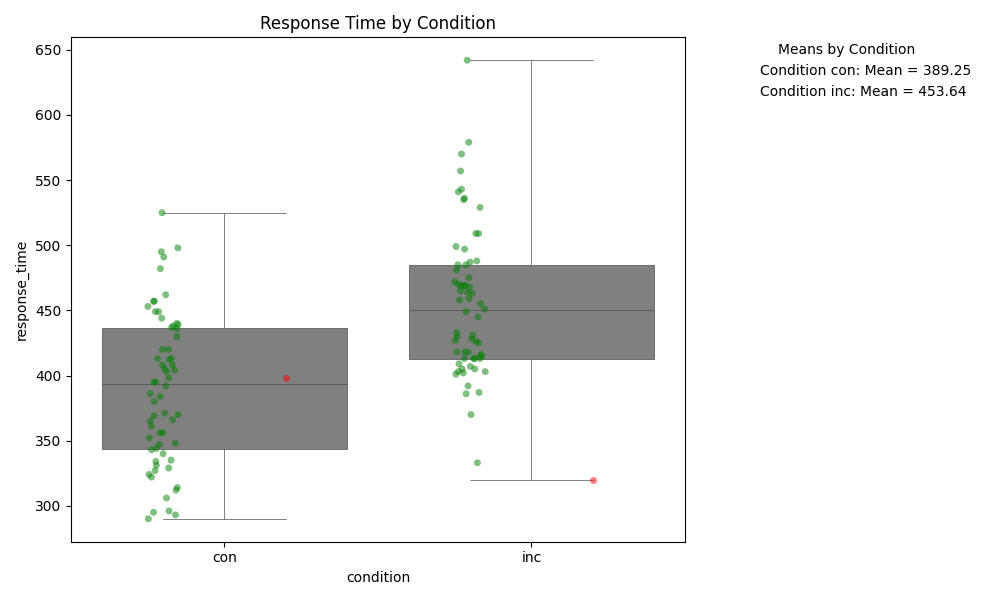 Response Time by Condition
Means by Condition
Condition con: Mean = 389.25
Condition inc: Mean = 453.64
response_time
650
600
550
500
450
400
350
300
con
inc
condition